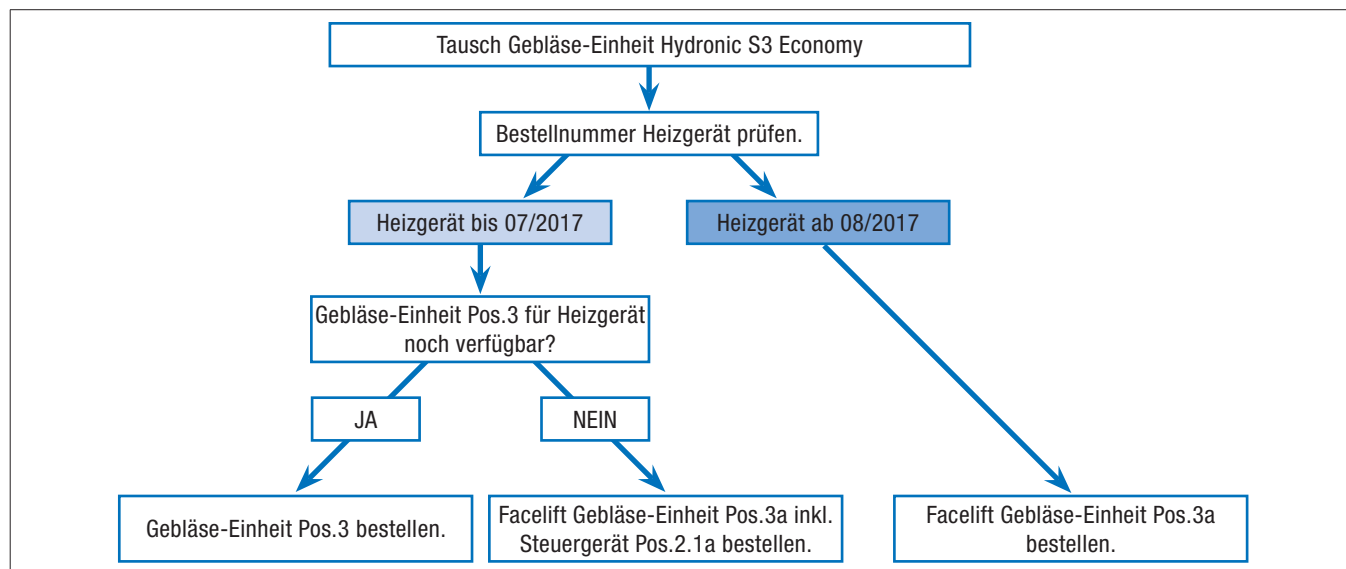 Tausch Gebläse-Einheit Hydronic S3 Economy
Bestellnummer Heizgerät prüfen.
Heizgerät bis 07/2017
Heizgerät ab 08/2017
Gebläse-Einheit Pos.3 für Heizgerät
noch verfügbar?
JA
NEIN
Gebläse-Einheit Pos.3 bestellen.
Facelift Gebläse-Einheit Pos.3a inkl.
Steuergerät Pos.2.1a bestellen.
Facelift Gebläse-Einheit Pos.3a
bestellen.